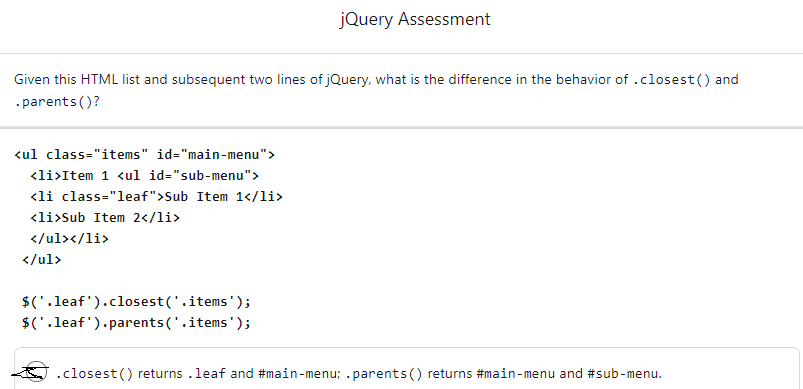 jQuery Assessment
Given this HTML list and subsequent two lines of jQuery, what is the difference in the behavior of .closest() and
.parents()?
<ul class="items" id="main-menu">
<li>Item 1 <ul id="sub-menu">
<li class="leaf">Sub Item 1</li>
<li>Sub Item 2</li>
</ul></li>
</ul>
$('.leaf').closest('.items');
$('.leaf').parents('.items');
.closest() returns .leaf and #main-menu; .parents() returns #main-menu and #sub-menu.